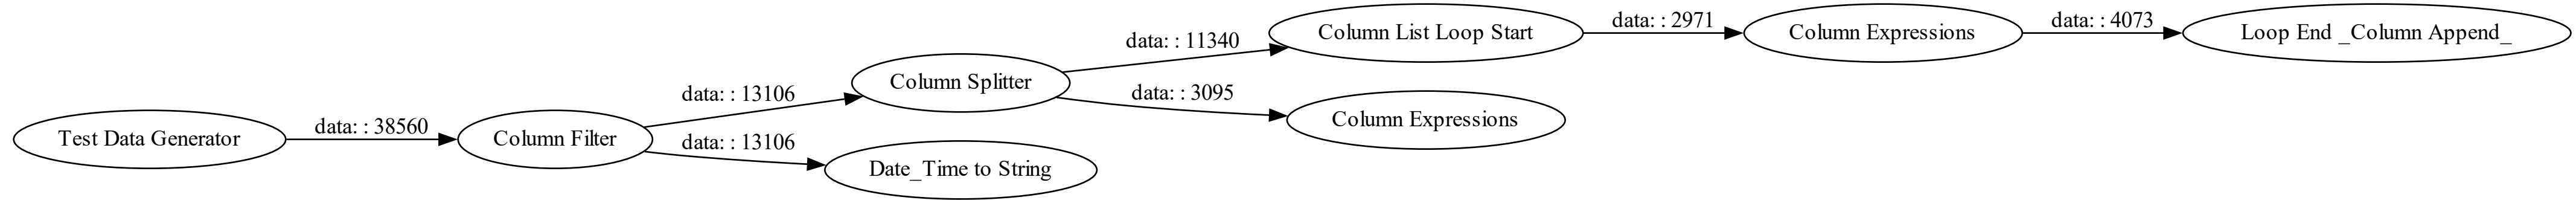 Test Data Generator
data: : 38560
Column Filter
data: : 13106
Column Splitter
data: : 13106
Date_Time to String
data: : 11340
Column List Loop Start
data: : 3095
Column Expressions
data: : 2971
Column Expressions
data: : 4073
Loop End _Column Append_